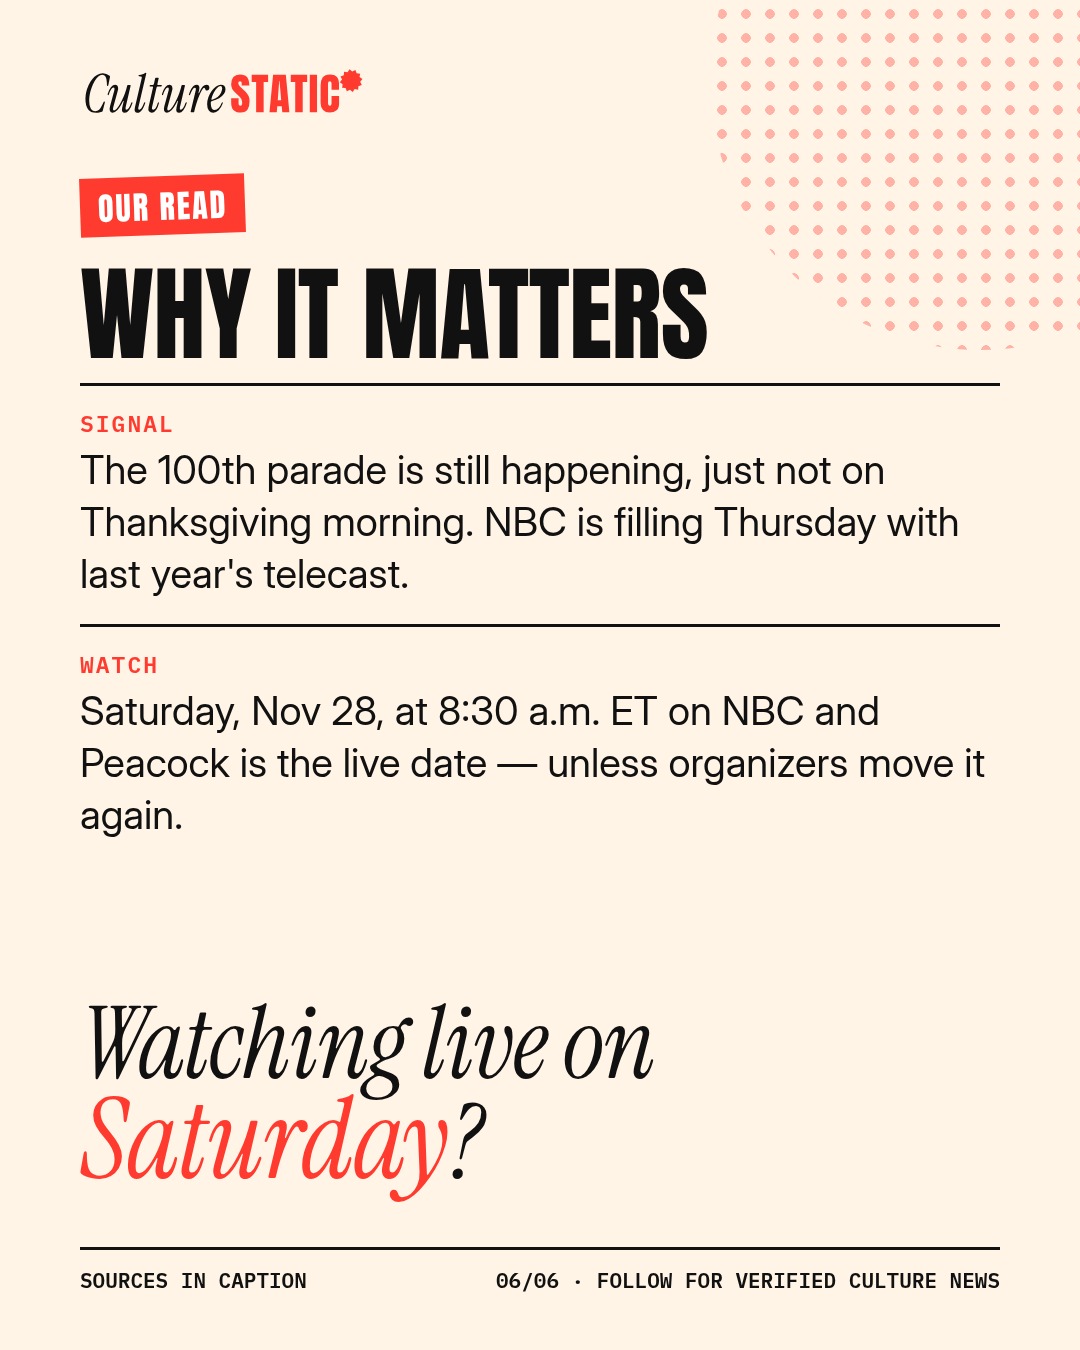 Culture STATIC
OUR READ
WHY IT MATTERS
SIGNAL
The 100th parade is still happening, just not on
Thanksgiving morning. NBC is filling Thursday with
last year's telecast.
WATCH
Saturday, Nov 28, at 8:30 a.m. ET on NBC and
Peacock is the live date — unless organizers move it
again.
Watching live on
Saturday?
SOURCES IN CAPTION
06/06 · FOLLOW FOR VERIFIED CULTURE NEWS